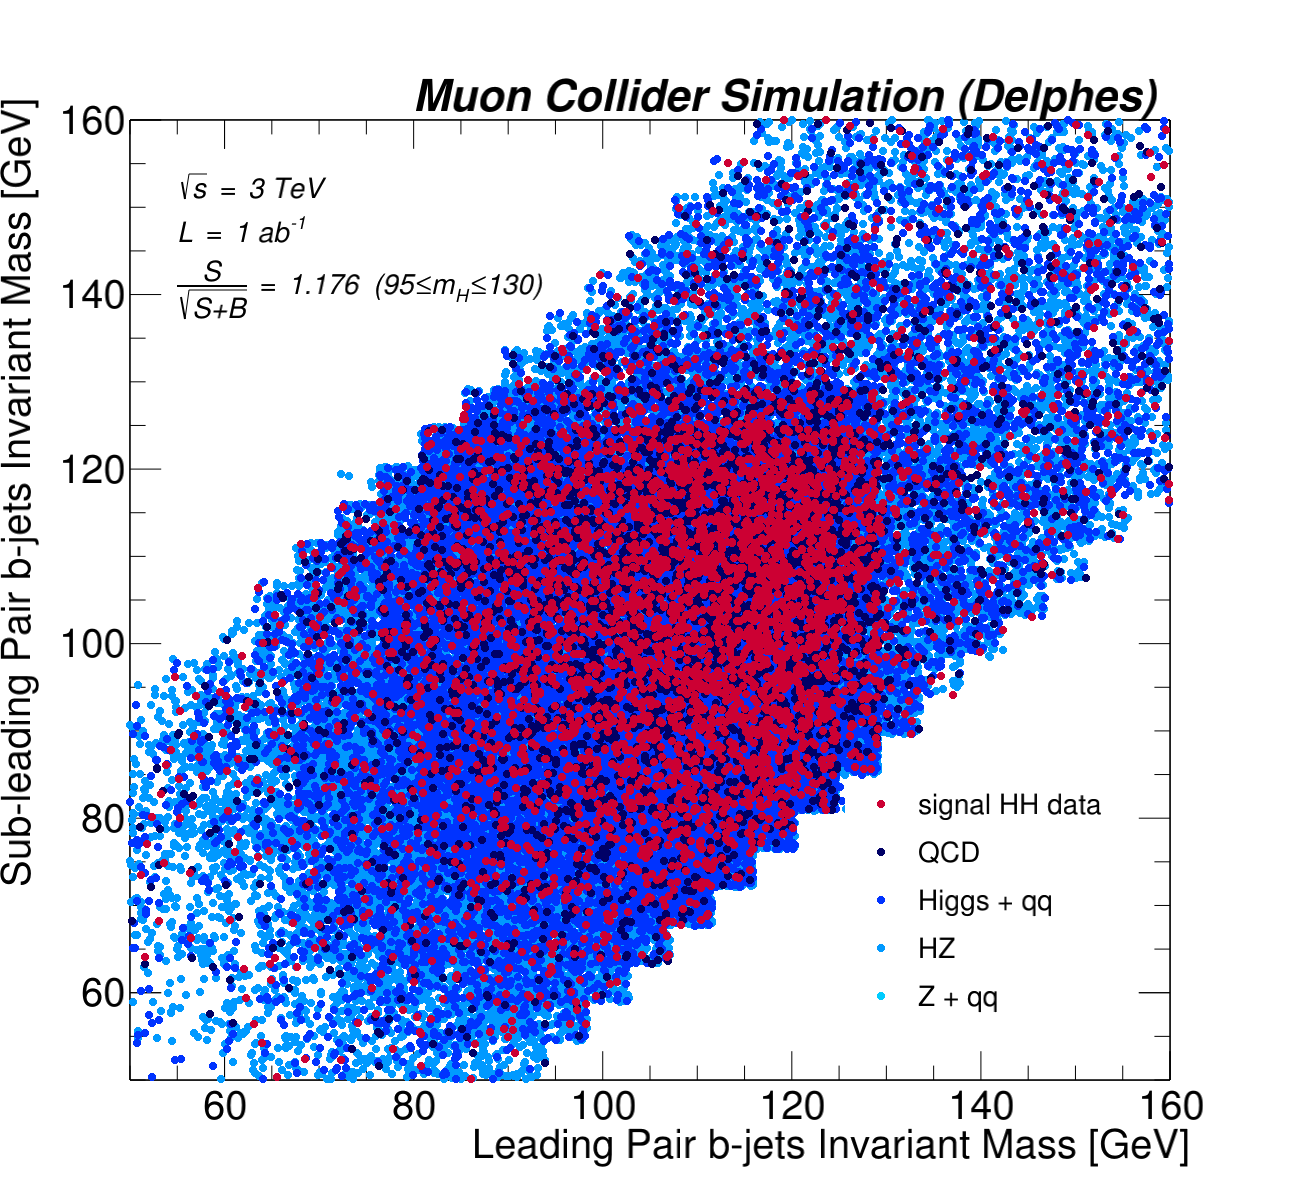 Muon Collider Simulation (Delphes)
Sub-leading Pair b-jets Invariant Mass [GeV]
160
140
120
100
80
60
√s = 3 TeV
L = 1 ab⁻¹
S/√S+B = 1.176 (95≤m_H≤130)
signal HH data
QCD
Higgs + qq
HZ
Z + qq
60 80 100 120 140 160
Leading Pair b-jets Invariant Mass [GeV]